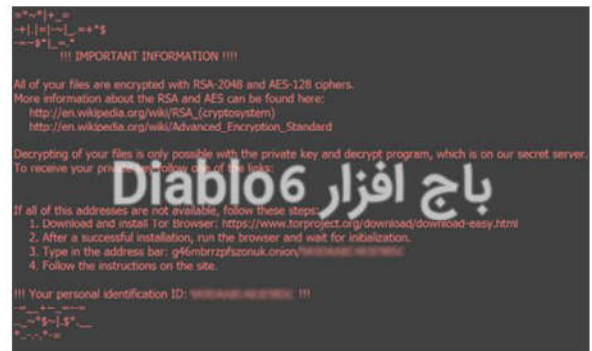 =*~*|+_=
-+|.|=|-~|_.=+*$
-=-$*|_=.*
!!! IMPORTANT INFORMATION !!!!
All of your files are encrypted with RSA-2048 and AES-128 ciphers.
More information about the RSA and AES can be found here:
http://en.wikipedia.org/wiki/RSA_(cryptosystem)
http://en.wikipedia.org/wiki/Advanced_Encryption_Standard
Decrypting of your files is only possible with the private key and decrypt program, which is on our secret server.
To receive your private key follow one of the links:
باج افزار Diablo6
If all of this addresses are not available, follow these steps:
1. Download and install Tor Browser: https://www.torproject.org/download/download-easy.html
2. After a successful installation, run the browser and wait for initialization.
3. Type in the address bar: g46mbrrzpfszonuk.onion/
4. Follow the instructions on the site.
!!! Your personal identification ID: !!!
-=__+--_=--=
--_~*$~|.$*.__
*_-.-.*-=